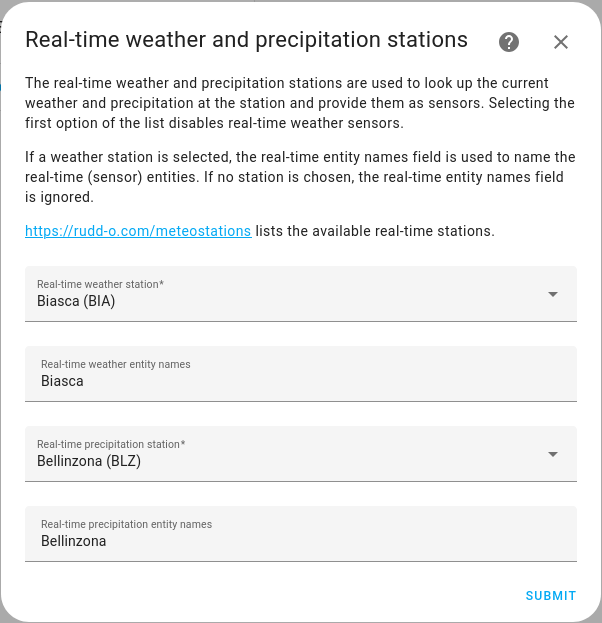 Real-time weather and precipitation stations
The real-time weather and precipitation stations are used to look up the current
weather and precipitation at the station and provide them as sensors. Selecting the
first option of the list disables real-time weather sensors.
If a weather station is selected, the real-time entity names field is used to name the
real-time (sensor) entities. If no station is chosen, the real-time entity names field
is ignored.
https://rudd-o.com/meteostations lists the available real-time stations.
Real-time weather station*
Biasca (BIA)
Real-time weather entity names
Biasca
Real-time precipitation station*
Bellinzona (BLZ)
Real-time precipitation entity names
Bellinzona
SUBMIT